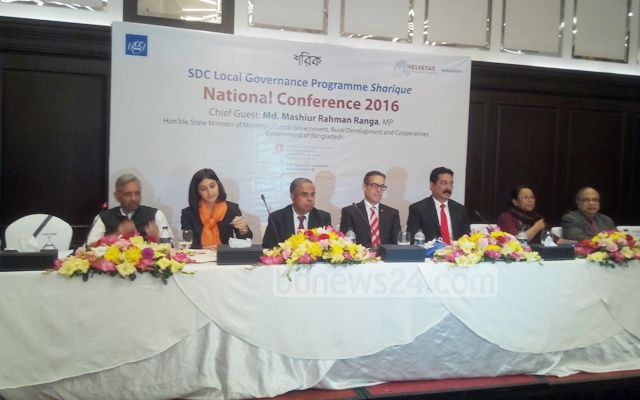 শরিক
HELVETAS
SDC Local Governance Programme Sharique
National Conference 2016
Chief Guest: Md. Mashiur Rahman Ranga, MP
Hon'ble State Minister of Ministry of Local Government, Rural Development and Cooperatives
Government of Bangladesh
bdnews24.com